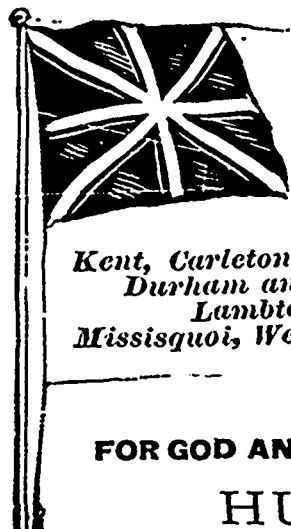 Kent, Carleton
Durham an
Lambt
Missisquoi, We
FOR GOD AN
HU